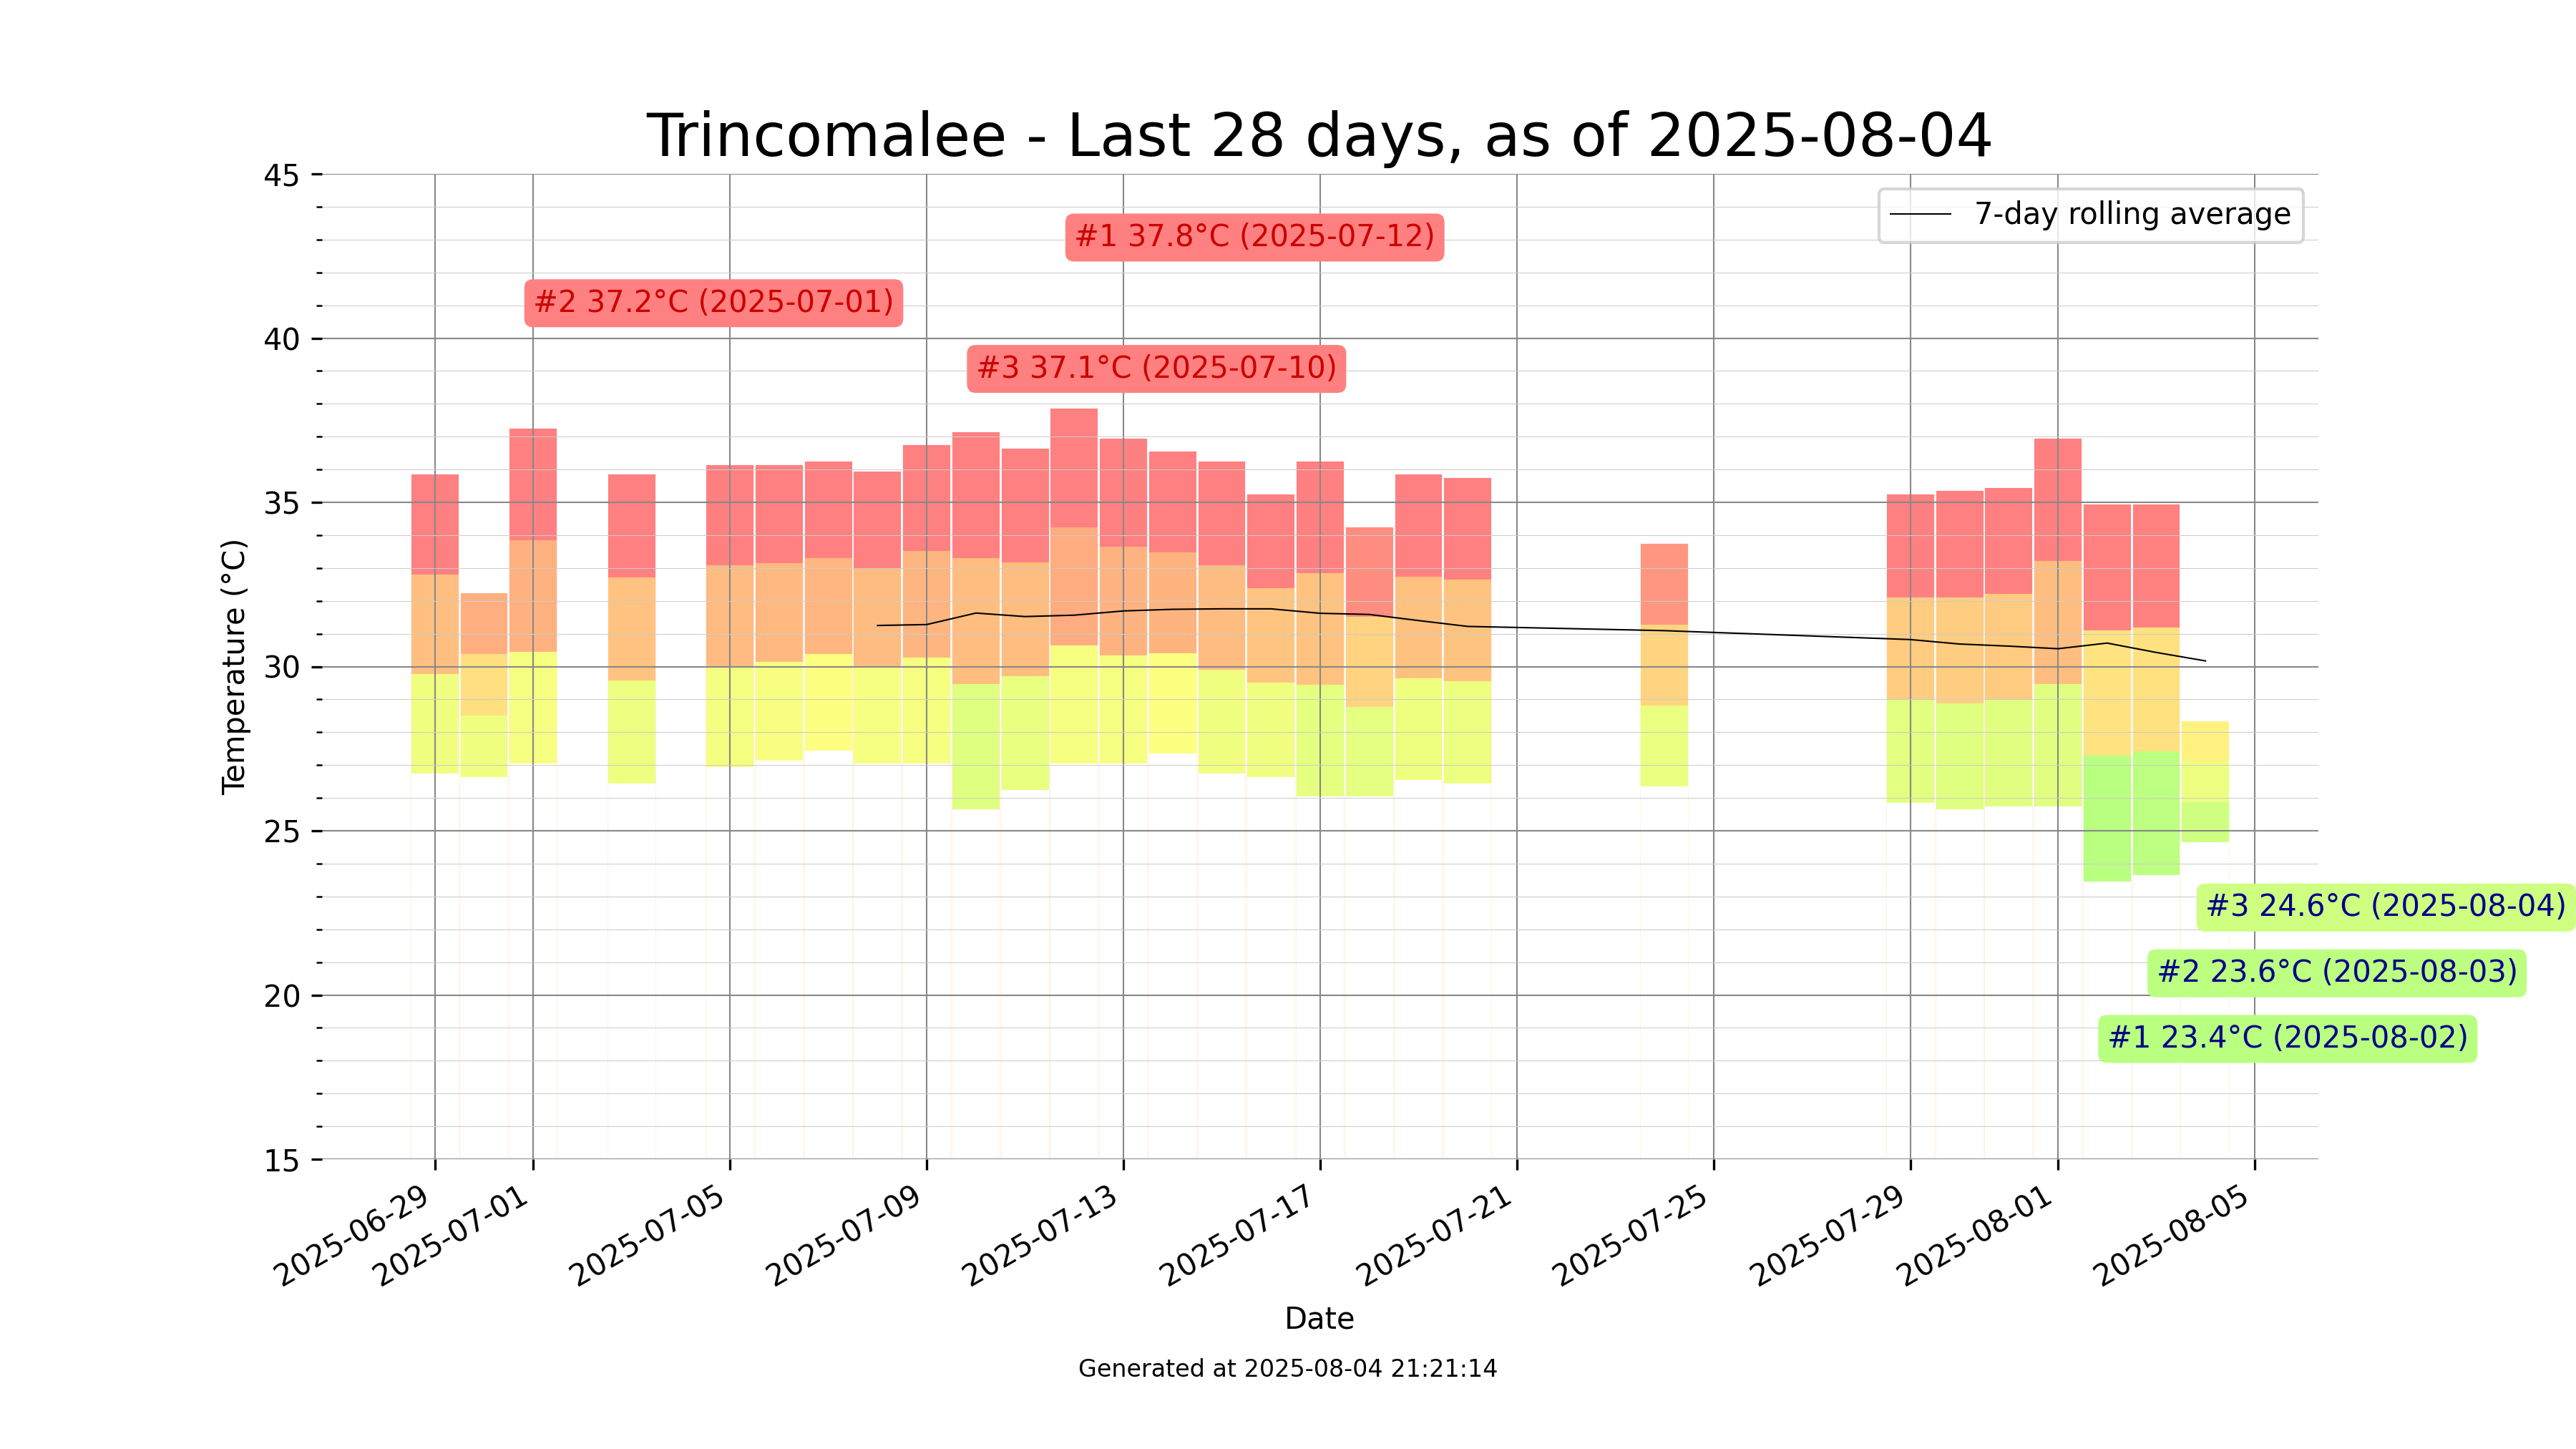 Trincomalee - Last 28 days, as of 2025-08-04
7-day rolling average
#1 37.8°C (2025-07-12)
#2 37.2°C (2025-07-01)
#3 37.1°C (2025-07-10)
#3 24.6°C (2025-08-04)
#2 23.6°C (2025-08-03)
#1 23.4°C (2025-08-02)
Temperature (°C)
45
40
35
30
25
20
15
2025-06-29
2025-07-01
2025-07-05
2025-07-09
2025-07-13
2025-07-17
2025-07-21
2025-07-25
2025-07-29
2025-08-01
2025-08-05
Date
Generated at 2025-08-04 21:21:14